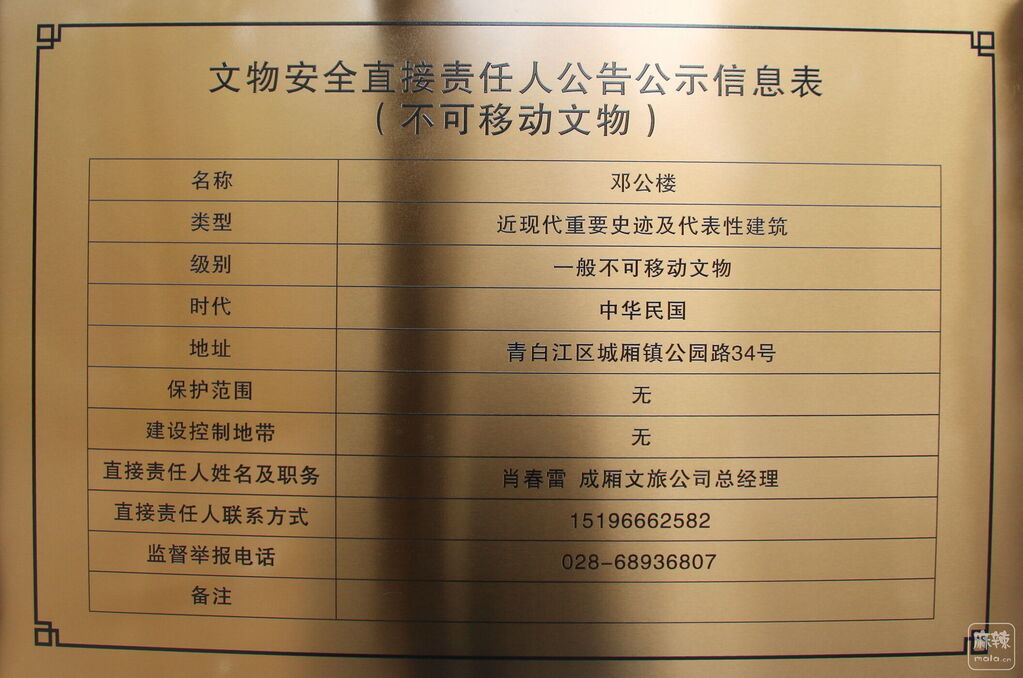 文物安全直接责任人公告公示信息表
（不可移动文物）
名称 邓公楼
类型 近现代重要史迹及代表性建筑
级别 一般不可移动文物
时代 中华民国
地址 青白江区城厢镇公园路34号
保护范围 无
建设控制地带 无
直接责任人姓名及职务 肖春雷 成厢文旅公司总经理
直接责任人联系方式 15196662582
监督举报电话 028-68936807
备注
麻辣
mala.cn